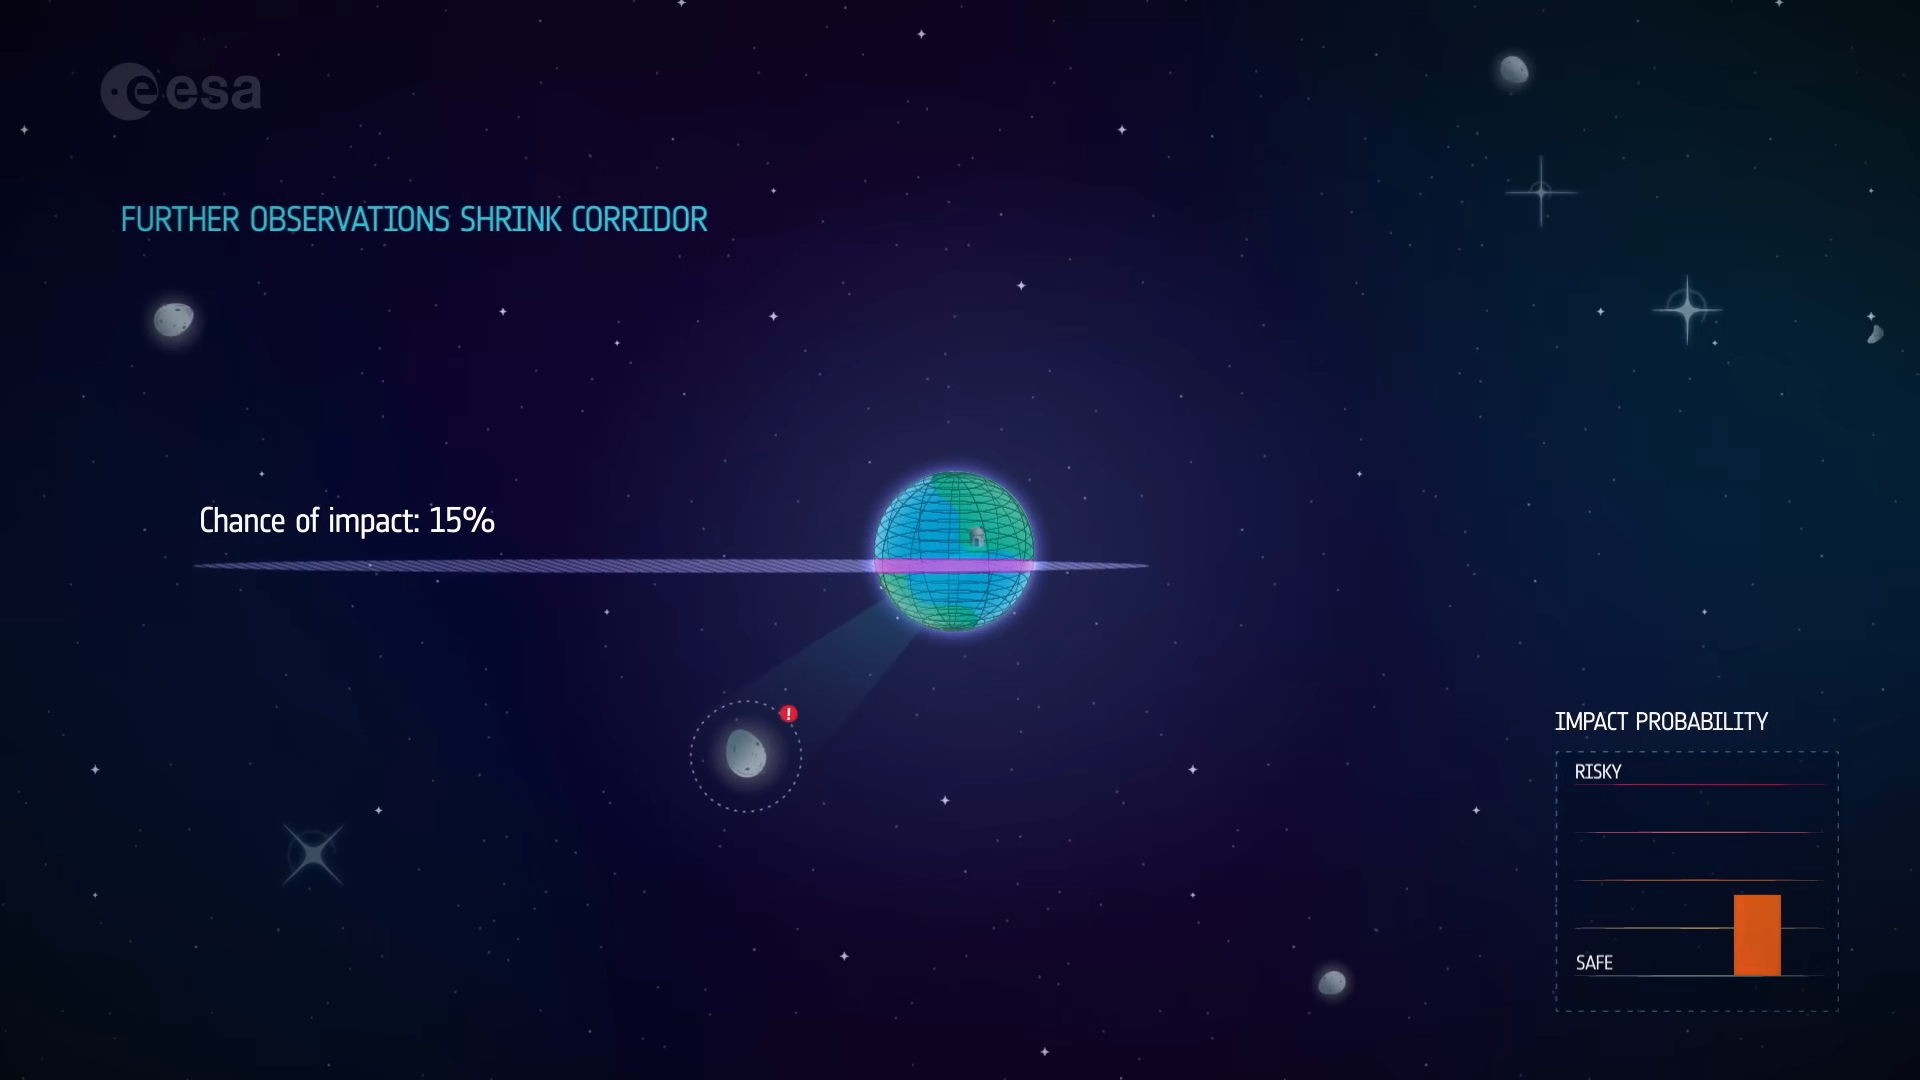 esa
FURTHER OBSERVATIONS SHRINK CORRIDOR
Chance of impact: 15%
!
IMPACT PROBABILITY
RISKY
SAFE